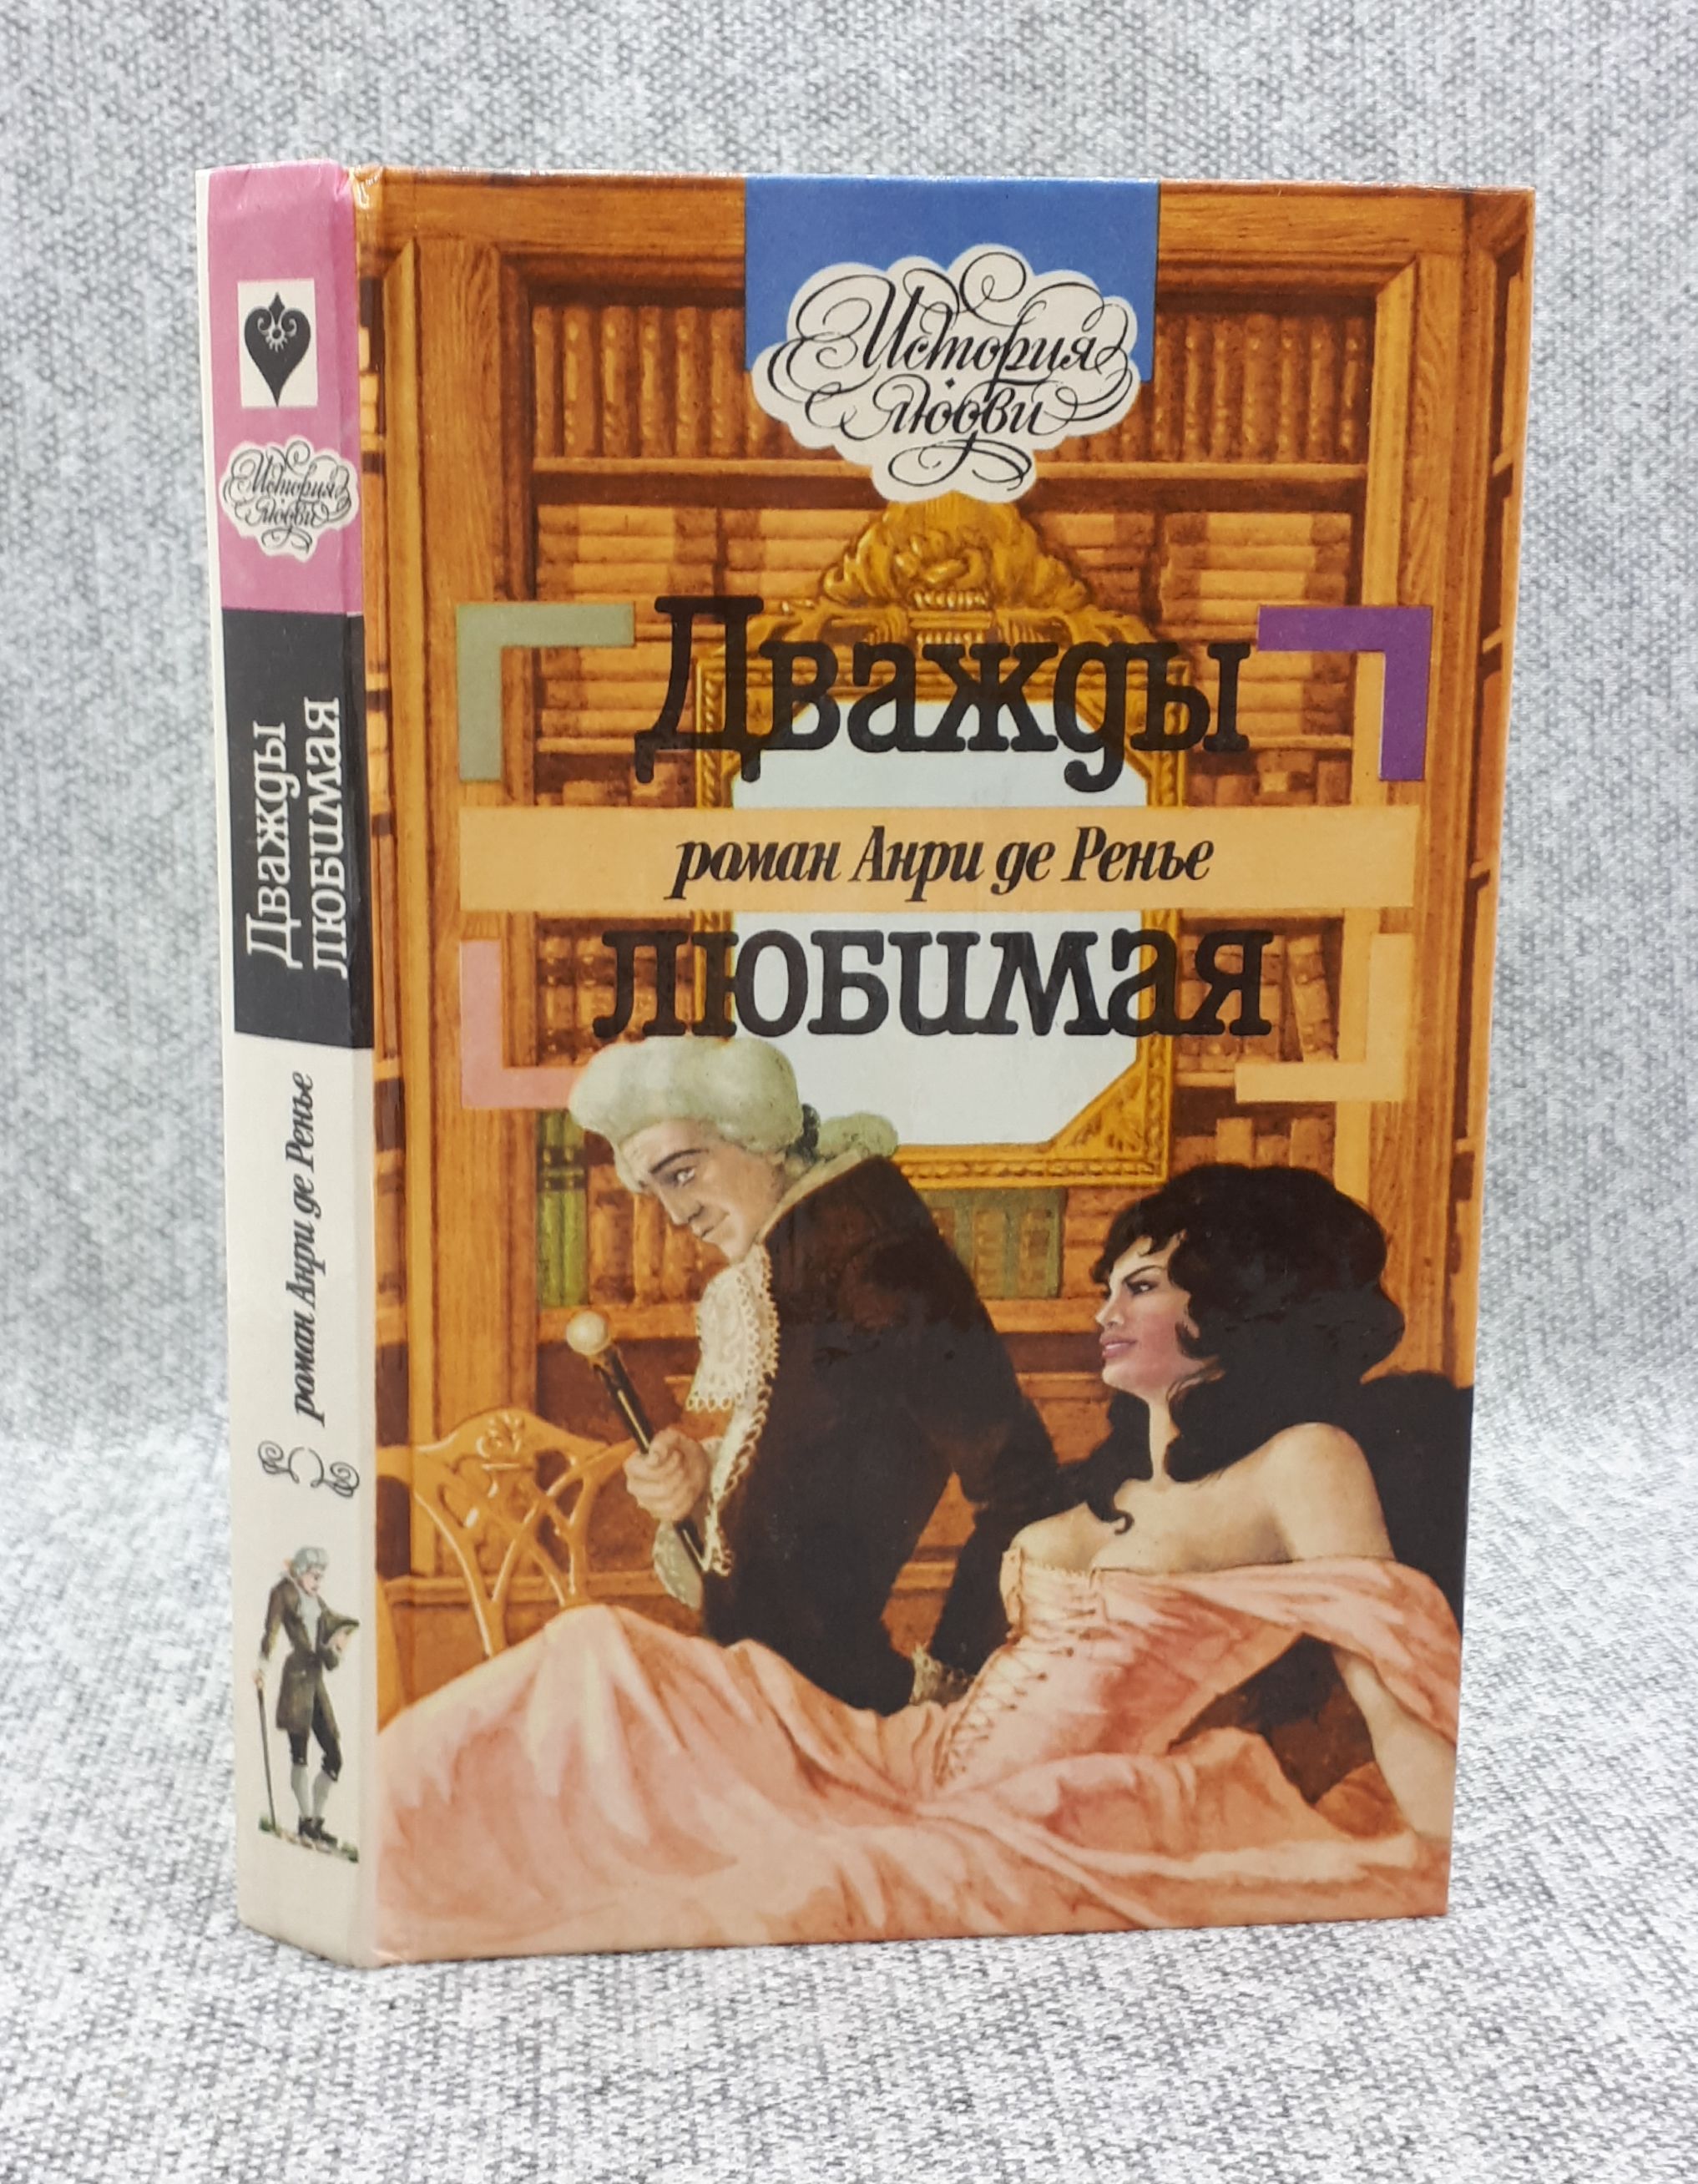 История
любви
Дважды
роман Анри де Ренье
любимая
История
любви
Дважды
любимая
роман Анри де Ренье